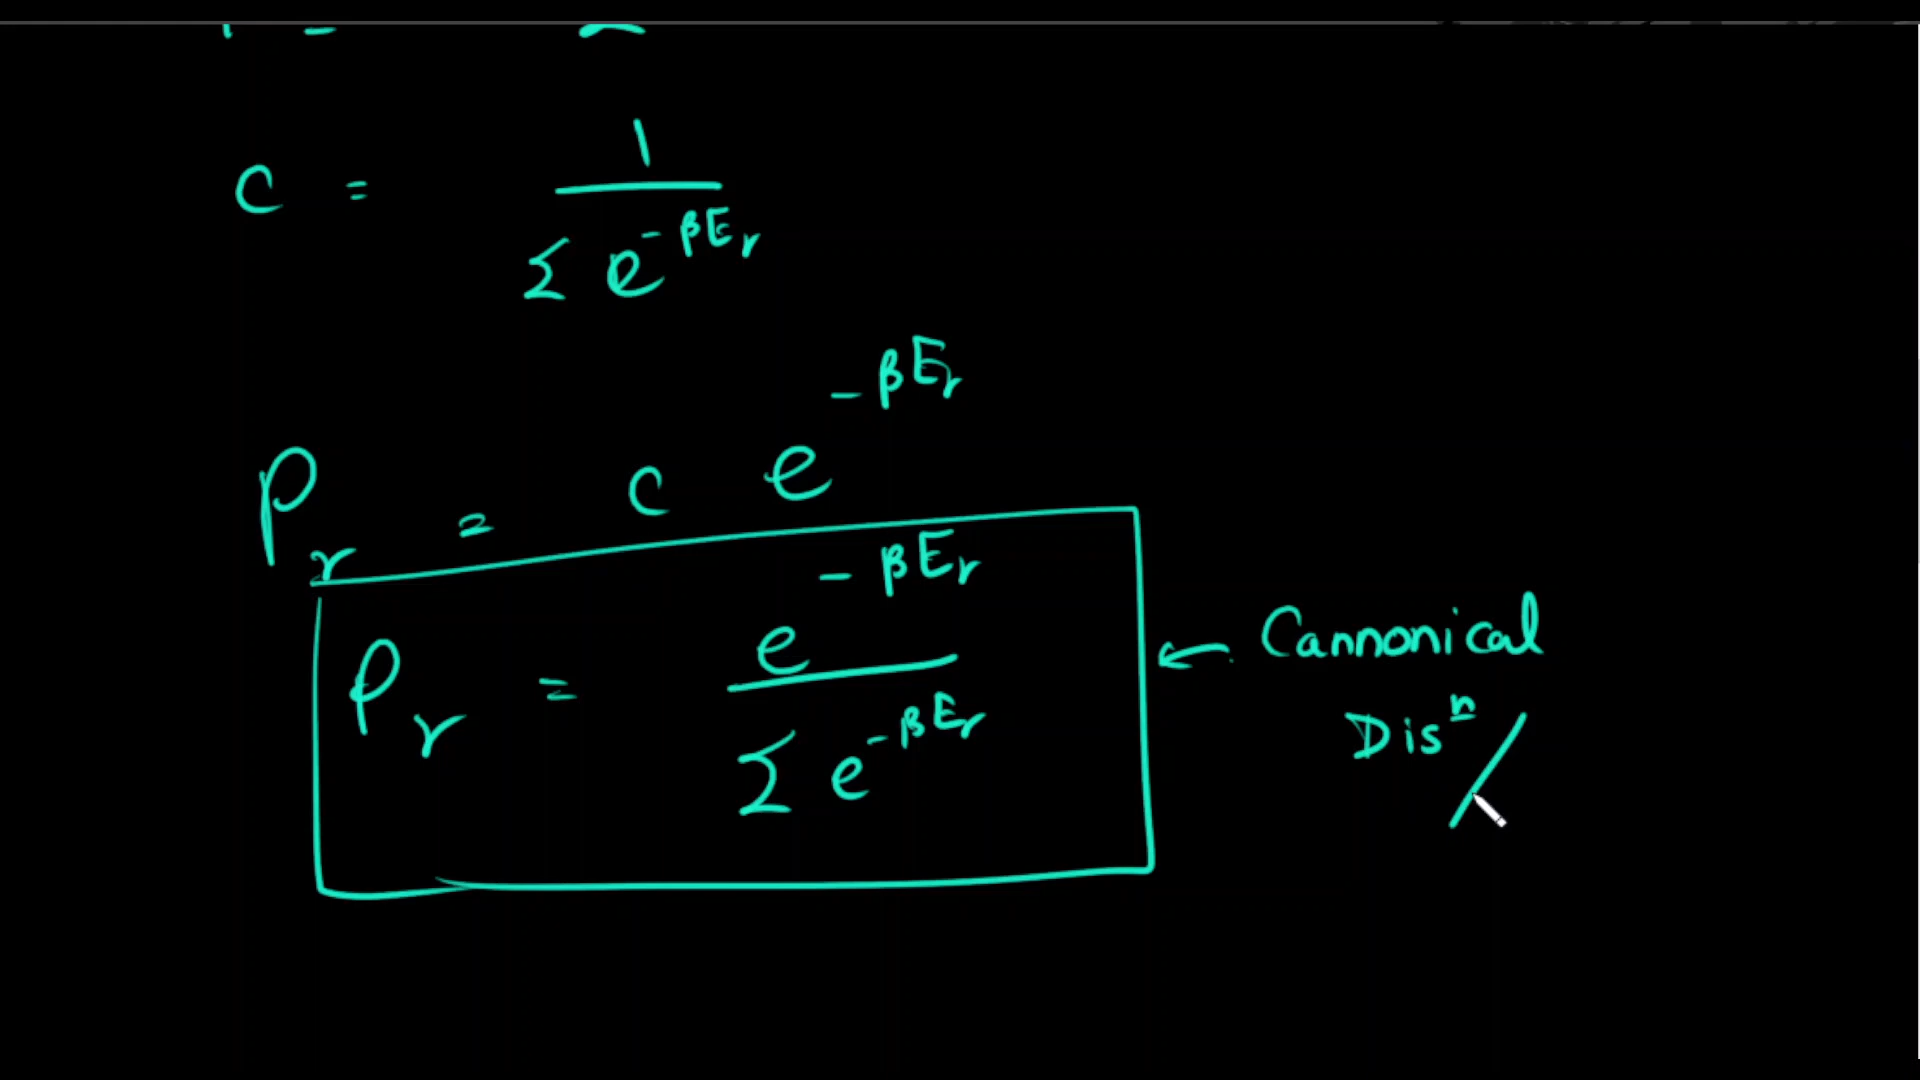 C = 1 / Σ e^{-βE_r}
P_r = C e^{-βE_r}
P_r = e^{-βE_r} / Σ e^{-βE_r}
← Cannonical
Dis^n